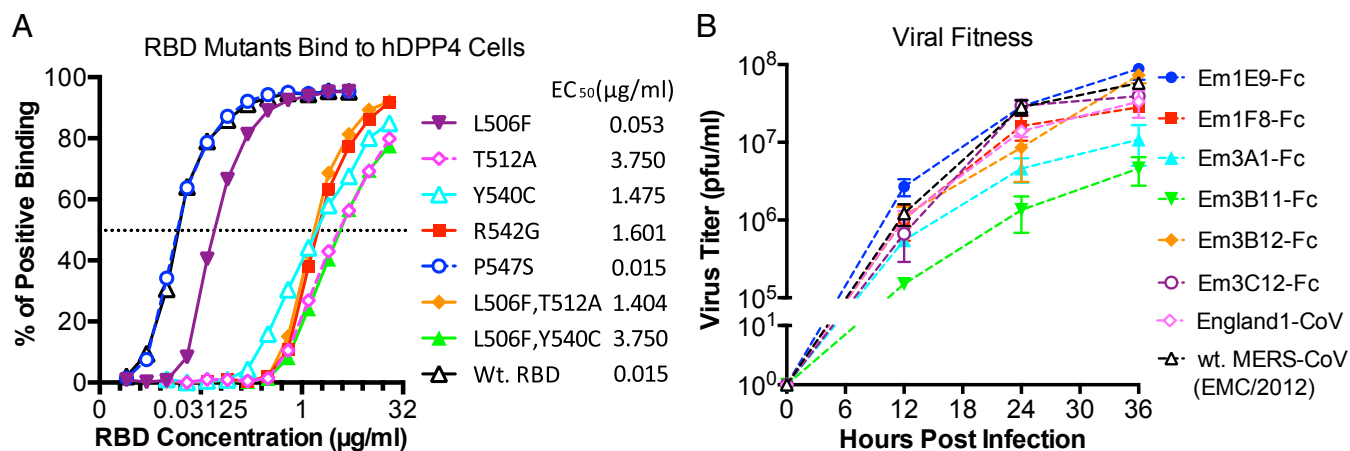 A
RBD Mutants Bind to hDPP4 Cells
% of Positive Binding
100
80
60
40
20
0
0
0.03125
1
32
RBD Concentration (μg/ml)
EC50(μg/ml)
L506F 0.053
T512A 3.750
Y540C 1.475
R542G 1.601
P547S 0.015
L506F,T512A 1.404
L506F,Y540C 3.750
Wt. RBD 0.015
B
Viral Fitness
Virus Titer (pfu/ml)
10^8
10^7
10^6
10^5
10^1
10^0
0
6
12
18
24
30
36
Hours Post Infection
Em1E9-Fc
Em1F8-Fc
Em3A1-Fc
Em3B11-Fc
Em3B12-Fc
Em3C12-Fc
England1-CoV
wt. MERS-CoV
(EMC/2012)